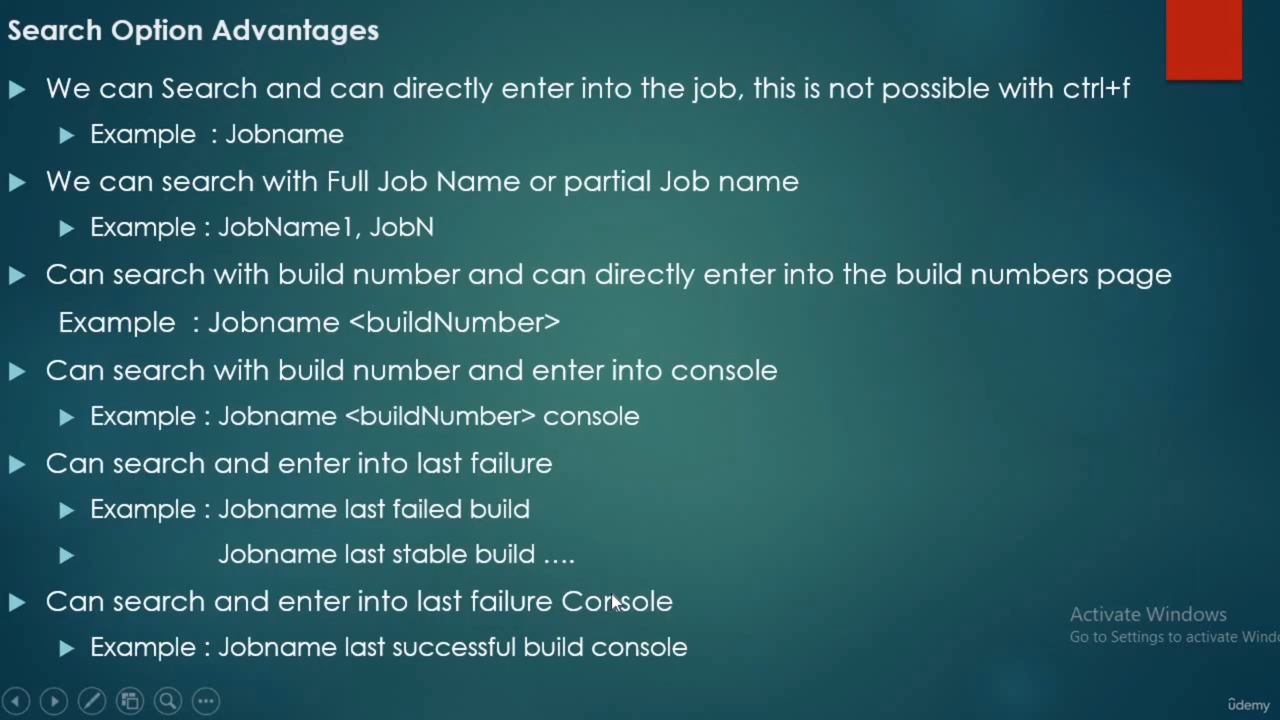 Search Option Advantages
We can Search and can directly enter into the job, this is not possible with ctrl+f
Example : Jobname
We can search with Full Job Name or partial Job name
Example : JobName1, JobN
Can search with build number and can directly enter into the build numbers page
Example : Jobname <buildNumber>
Can search with build number and enter into console
Example : Jobname <buildNumber> console
Can search and enter into last failure
Example : Jobname last failed build
Jobname last stable build ....
Can search and enter into last failure Console
Example : Jobname last successful build console
Activate Windows
Go to Settings to activate Windo
ûdemy